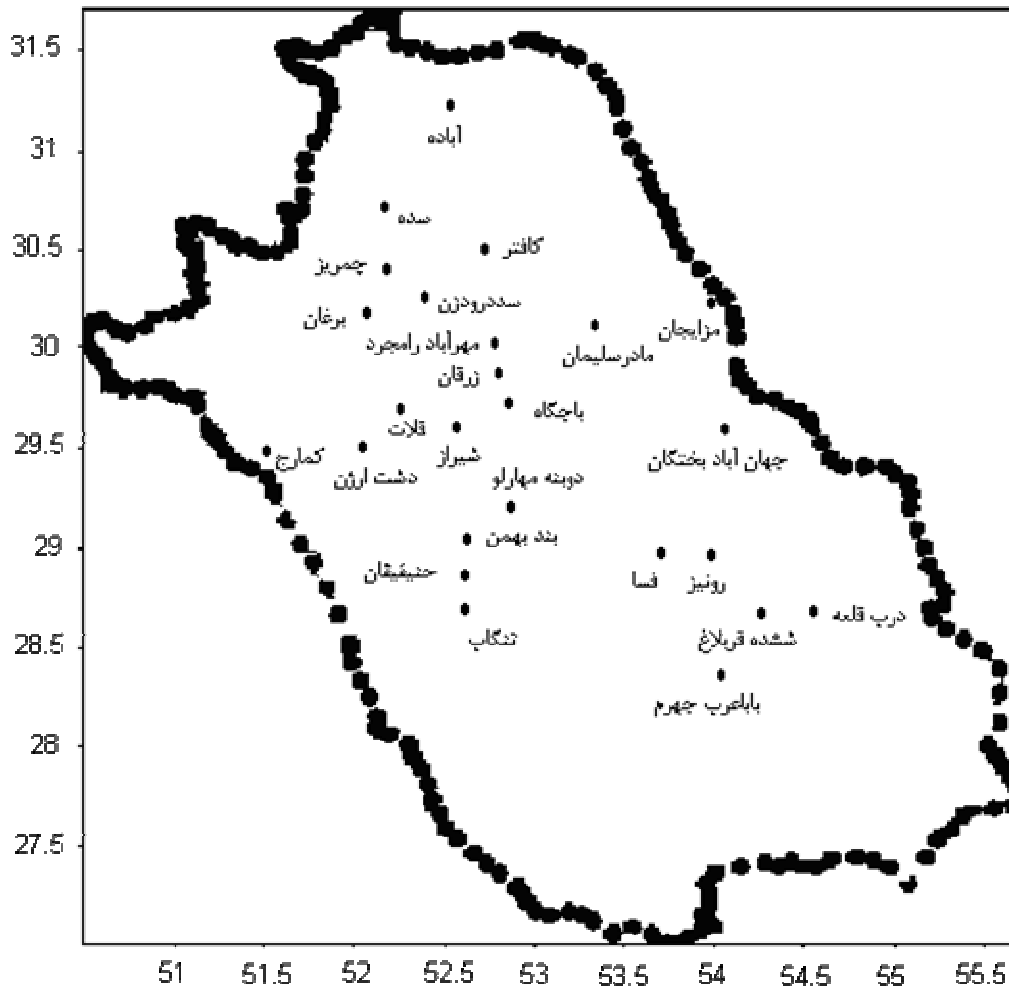 31.5
آباده
31
سده
30.5
کافتر
چمریز
سددرودزن
برغان
مزایجان
30
مهرآباد رامجرد
مادرسلیمان
زرقان
باجگاه
قلات
29.5
شیراز
کمارج
دشت ارژن
جهان آباد بختگان
دوبنه مهارلو
29
بند بهمن
حنیفیقان
فسا
رونیز
28.5
تنگاب
ششده قربلاغ
درب قلعه
باباعرب جهرم
28
27.5
51 51.5 52 52.5 53 53.5 54 54.5 55 55.5